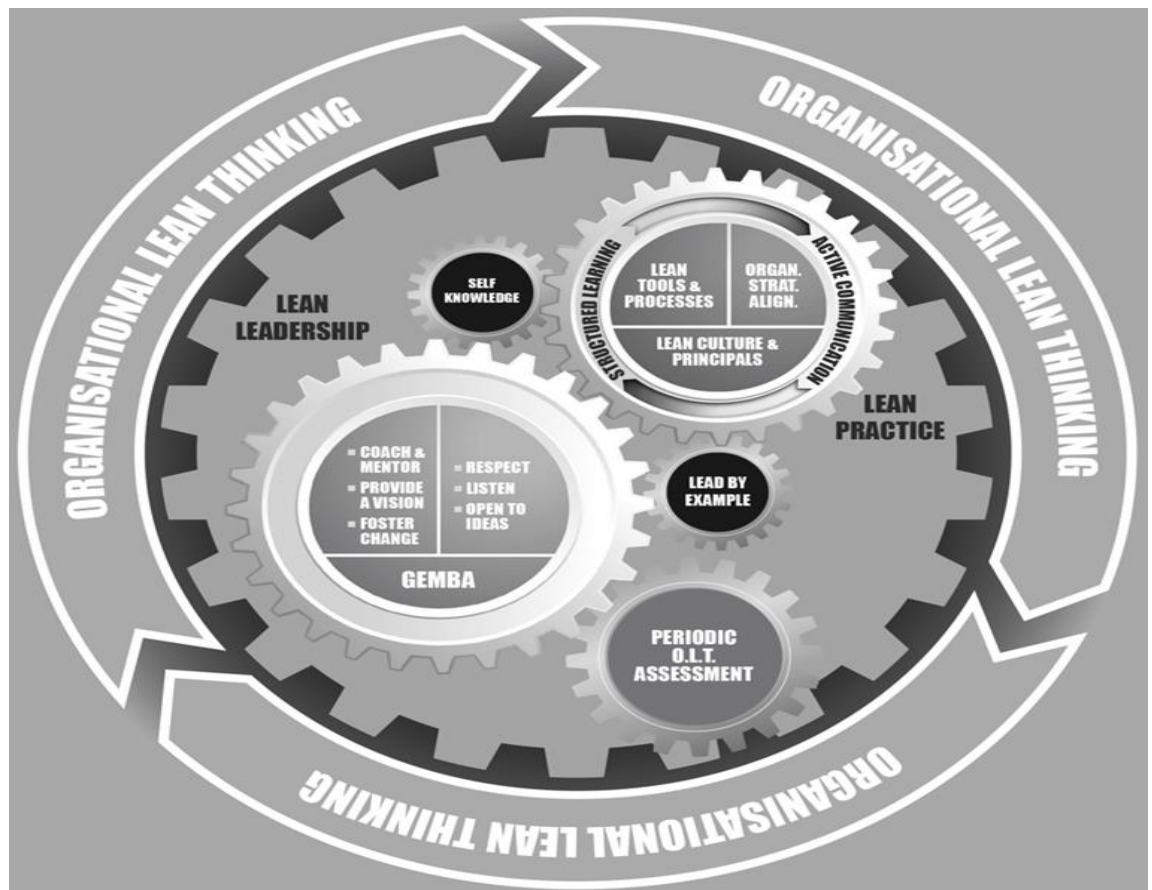 ORGANISATIONAL LEAN THINKING
ORGANISATIONAL LEAN THINKING
SELF
KNOWLEDGE
LEAN
LEADERSHIP
STRUCTURED LEARNING
ACTIVE COMMUNICATION
LEAN
TOOLS &
PROCESSES
ORGAN.
STRAT.
ALIGN.
LEAN CULTURE &
PRINCIPALS
LEAN
PRACTICE
= COACH &
MENTOR
= PROVIDE
A VISION
= FOSTER
CHANGE
= RESPECT
= LISTEN
= OPEN TO
IDEAS
GEMBA
LEAD BY
EXAMPLE
PERIODIC
O.L.T.
ASSESSMENT
ORGANISATIONAL LEAN THINKING